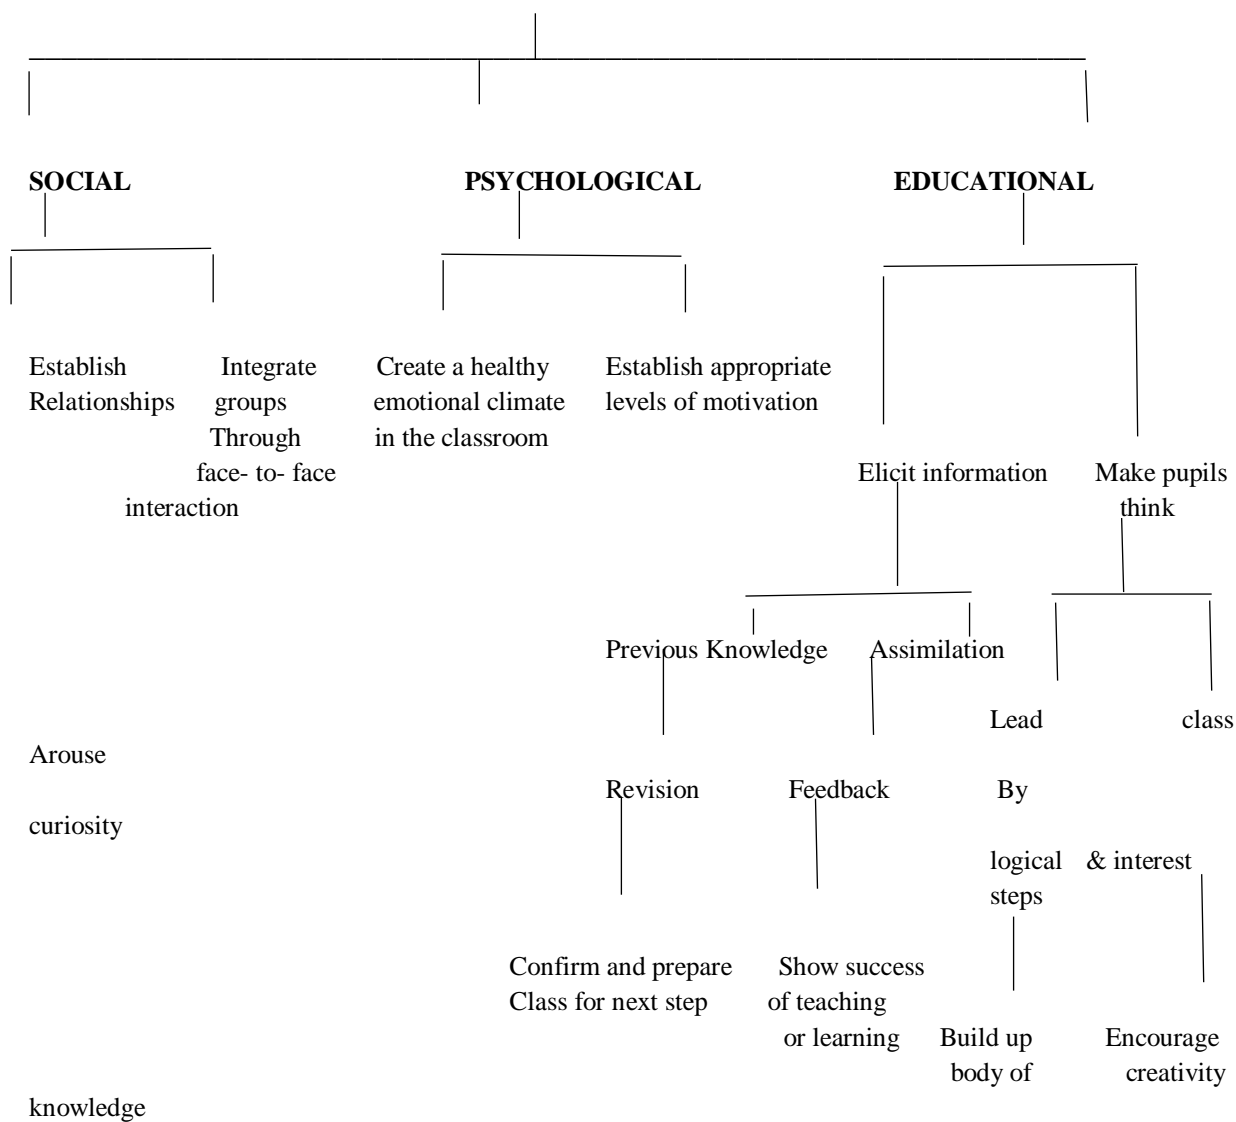 SOCIAL PSYCHOLOGICAL EDUCATIONAL
Establish Integrate Create a healthy Establish appropriate
Relationships groups emotional climate levels of motivation
Through in the classroom
face- to- face Elicit information Make pupils
interaction think
Previous Knowledge Assimilation
Lead class
Arouse
Revision Feedback By
curiosity
logical & interest
steps
Confirm and prepare Show success
Class for next step of teaching
or learning Build up Encourage
body of creativity
knowledge